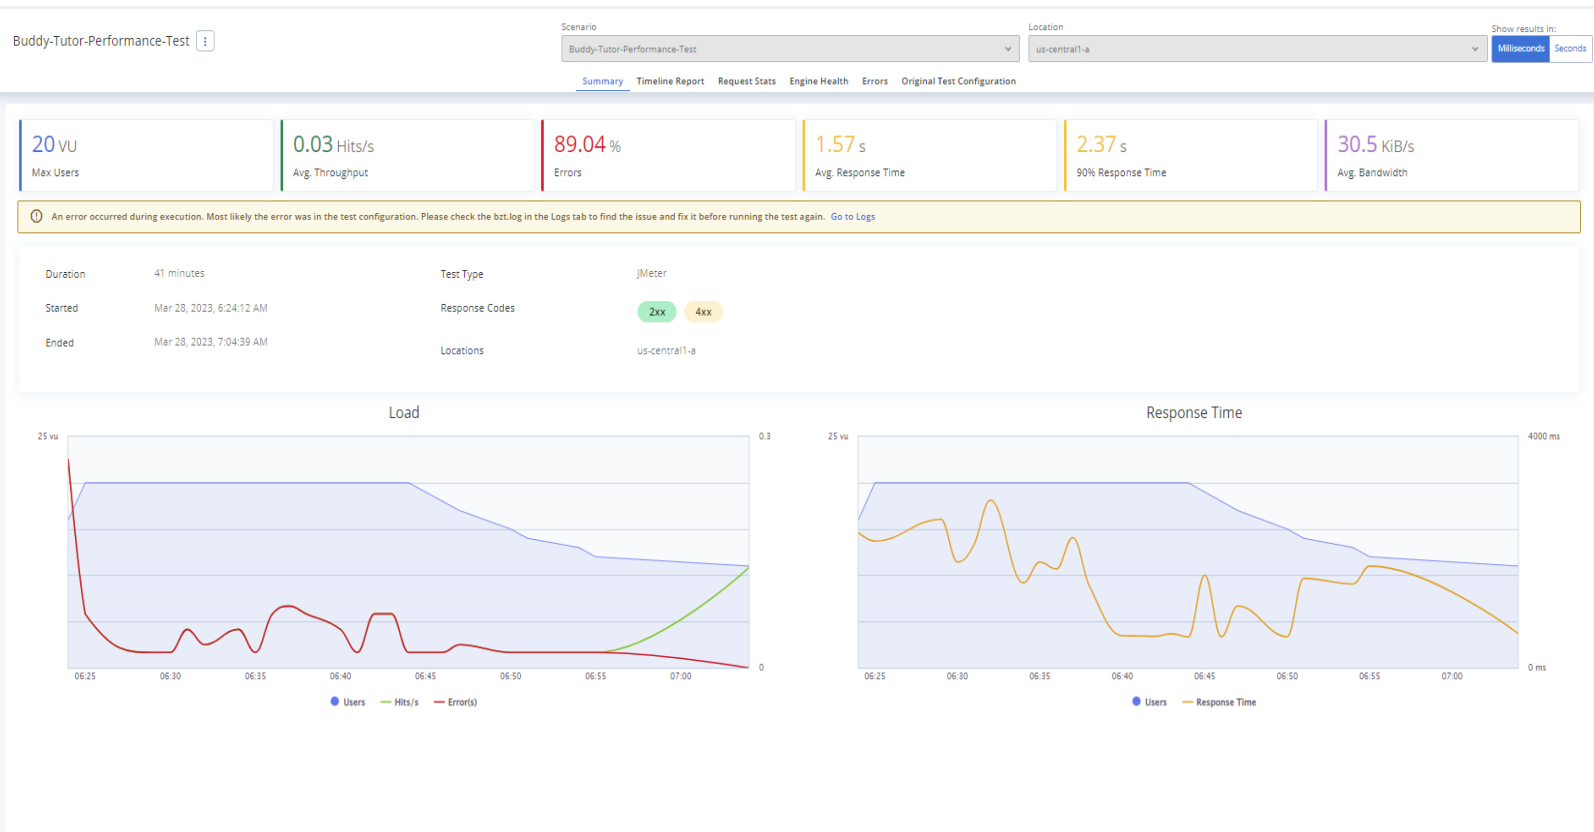 Buddy-Tutor-Performance-Test
Scenario
Buddy-Tutor-Performance-Test
Location
us-central1-a
Show results in:
Milliseconds Seconds
Summary Timeline Report Request Stats Engine Health Errors Original Test Configuration
20 VU
Max Users
0.03 Hits/s
Avg. Throughput
89.04 %
Errors
1.57 s
Avg. Response Time
2.37 s
90% Response Time
30.5 KiB/s
Avg. Bandwidth
An error occurred during execution. Most likely the error was in the test configuration. Please check the bzt.log in the Logs tab to find the issue and fix it before running the test again. Go to Logs
Duration 41 minutes
Test Type JMeter
Started Mar 28, 2023, 6:24:12 AM
Response Codes 2xx 4xx
Ended Mar 28, 2023, 7:04:39 AM
Locations us-central1-a
Load
25 vu 0.3
0
06:25 06:30 06:35 06:40 06:45 06:50 06:55 07:00
Users Hits/s Error(s)
Response Time
25 vu 4000 ms
0 ms
06:25 06:30 06:35 06:40 06:45 06:50 06:55 07:00
Users Response Time